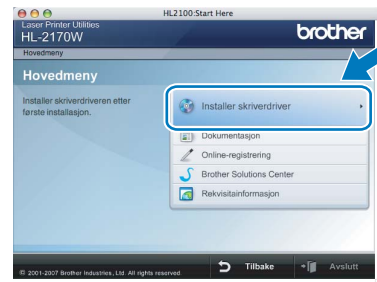 HL2100:Start Here
Laser Printer Utilities
HL-2170W
brother
Hovedmeny
Hovedmeny
Installer skriverdriveren etter
første installasjon.
Installer skriverdriver
Dokumentasjon
Online-registrering
Brother Solutions Center
Rekvisitainformasjon
© 2001-2007 Brother Industries, Ltd. All rights reserved
Tilbake
Avslutt